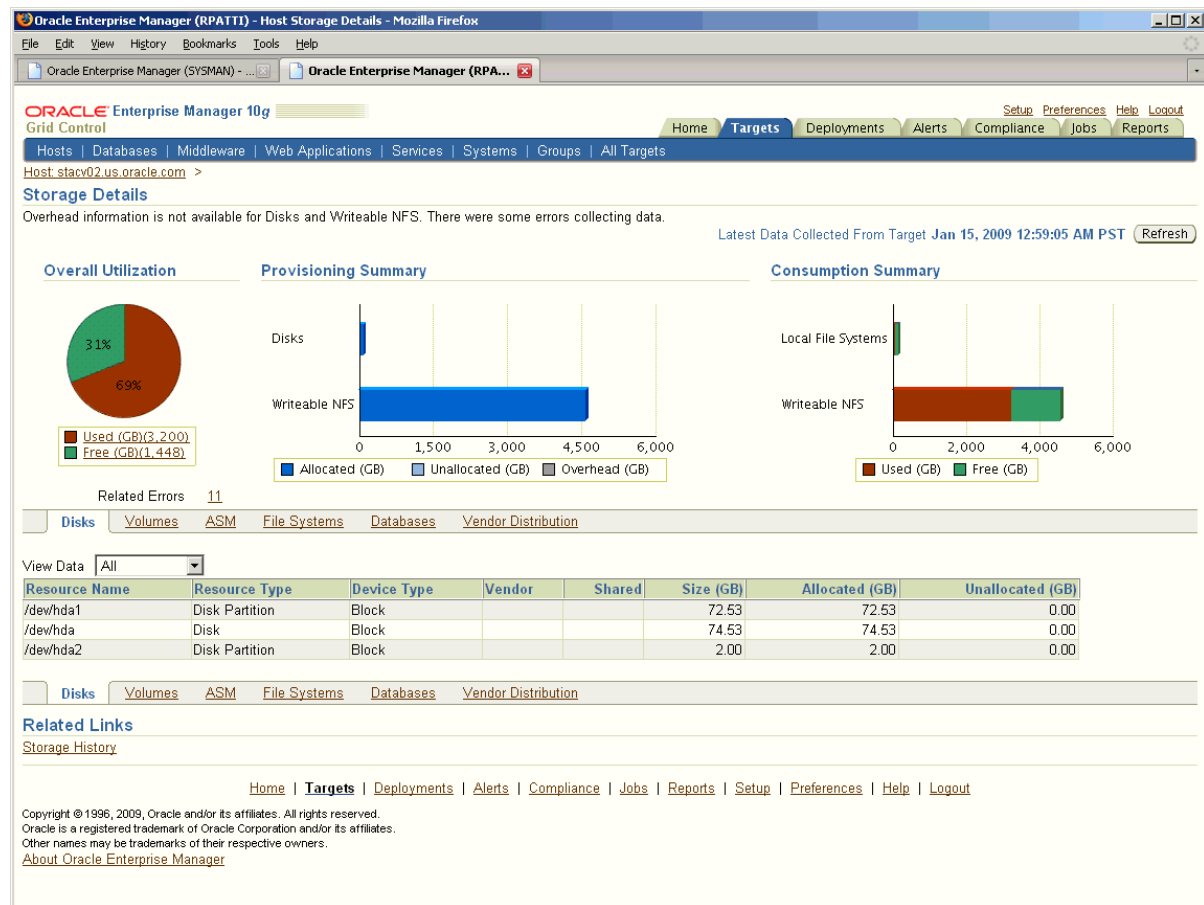 Oracle Enterprise Manager (RPATTI) - Host Storage Details - Mozilla Firefox
File Edit View History Bookmarks Tools Help
Oracle Enterprise Manager (SYSMAN) - ...
Oracle Enterprise Manager (RPA...
ORACLE Enterprise Manager 10g
Grid Control
Setup Preferences Help Logout
Home Targets Deployments Alerts Compliance Jobs Reports
Hosts | Databases | Middleware | Web Applications | Services | Systems | Groups | All Targets
Host: stacv02.us.oracle.com >
Storage Details
Overhead information is not available for Disks and Writeable NFS. There were some errors collecting data.
Latest Data Collected From Target Jan 15, 2009 12:59:05 AM PST Refresh
Overall Utilization
31%
69%
Used (GB)(3,200)
Free (GB)(1,448)
Provisioning Summary
Disks
Writeable NFS
0 1,500 3,000 4,500 6,000
Allocated (GB) Unallocated (GB) Overhead (GB)
Consumption Summary
Local File Systems
Writeable NFS
0 2,000 4,000 6,000
Used (GB) Free (GB)
Related Errors 11
Disks Volumes ASM File Systems Databases Vendor Distribution
View Data All
Resource Name Resource Type Device Type Vendor Shared Size (GB) Allocated (GB) Unallocated (GB)
/dev/hda1 Disk Partition Block 72.53 72.53 0.00
/dev/hda Disk Block 74.53 74.53 0.00
/dev/hda2 Disk Partition Block 2.00 2.00 0.00
Disks Volumes ASM File Systems Databases Vendor Distribution
Related Links
Storage History
Home | Targets | Deployments | Alerts | Compliance | Jobs | Reports | Setup | Preferences | Help | Logout
Copyright © 1996, 2009, Oracle and/or its affiliates. All rights reserved.
Oracle is a registered trademark of Oracle Corporation and/or its affiliates.
Other names may be trademarks of their respective owners.
About Oracle Enterprise Manager